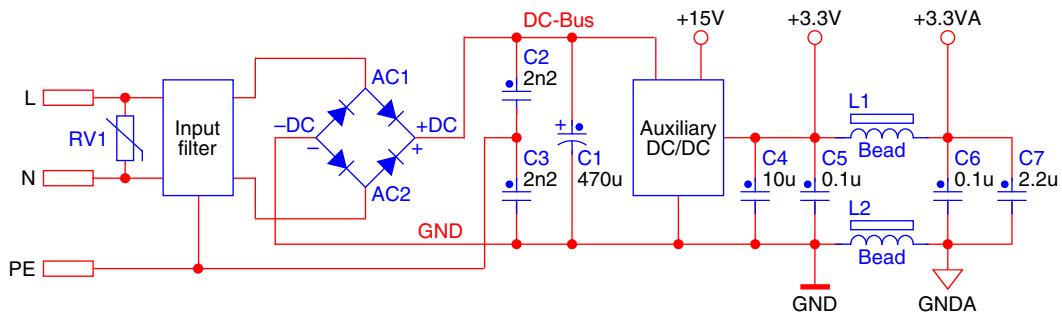 DC-Bus
+15V
+3.3V
+3.3VA
C2
2n2
AC1
L
RV1
N
Input
filter
–DC
+DC
–
+
AC2
C3
2n2
+
C1
470u
Auxiliary
DC/DC
L1
Bead
C4
10u
C5
0.1u
C6
0.1u
C7
2.2u
L2
Bead
GND
PE
GND
GNDA